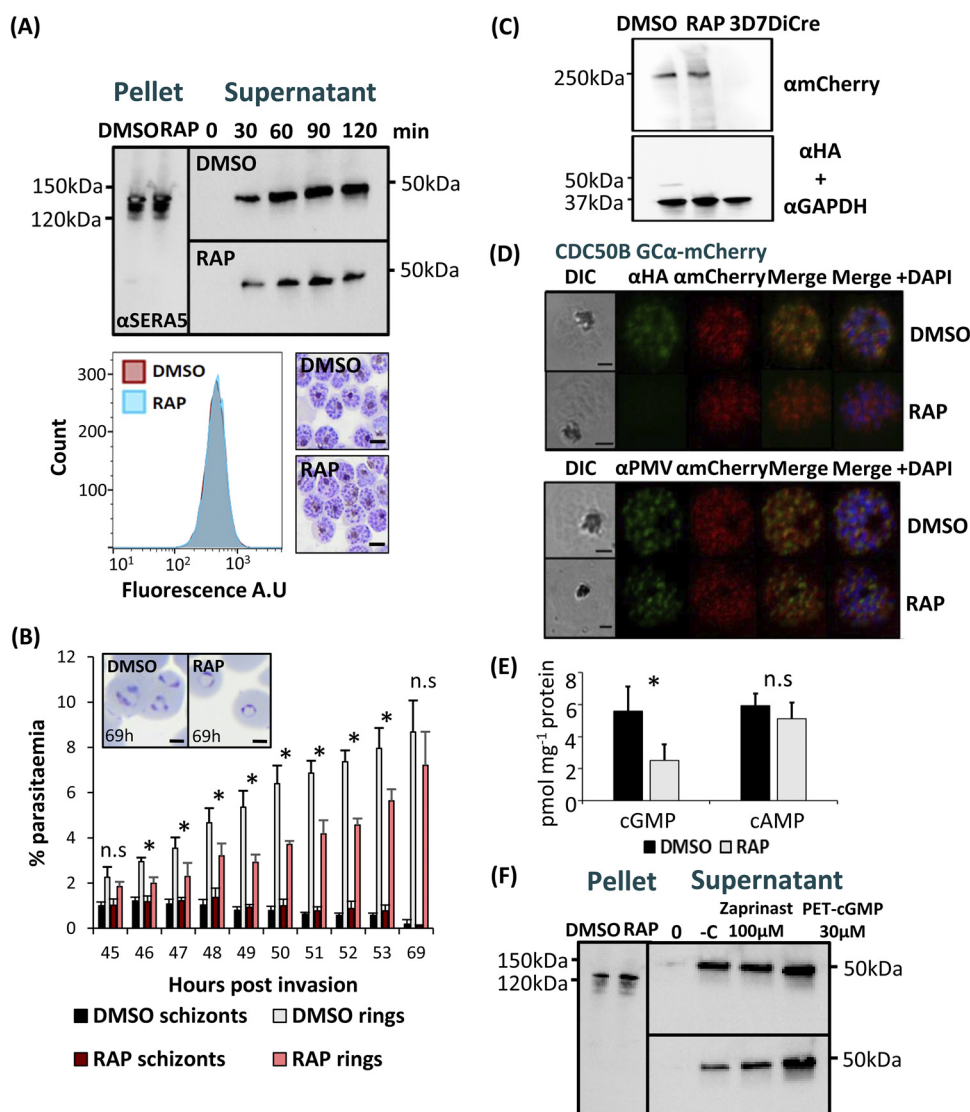 (A)
Pellet Supernatant
DMSO RAP 0 30 60 90 120 min
DMSO
150kDa
120kDa
50kDa
RAP
50kDa
αSERA5
DMSO
RAP
300
200
100
Count
10¹ 10² 10³
Fluorescence A.U
DMSO
RAP
(B)
12
10
8
6
4
2
0
% parasitaemia
DMSO RAP
69h 69h
n.s * * * * * * * * n.s
45 46 47 48 49 50 51 52 53 69
Hours post invasion
DMSO schizonts DMSO rings
RAP schizonts RAP rings
(C)
DMSO RAP 3D7DiCre
250kDa
αmCherry
50kDa
37kDa
αHA
+
αGAPDH
(D)
CDC50B GCα-mCherry
DIC αHA αmCherry Merge Merge +DAPI
DMSO
RAP
DIC αPMV αmCherry Merge Merge +DAPI
DMSO
RAP
(E)
pmol mg⁻¹ protein
8
6
4
2
0
* n.s
cGMP cAMP
DMSO RAP
(F)
Pellet Supernatant
Zaprinast PET-cGMP
DMSO RAP 0 -C 100µM 30µM
150kDa
120kDa
50kDa
50kDa